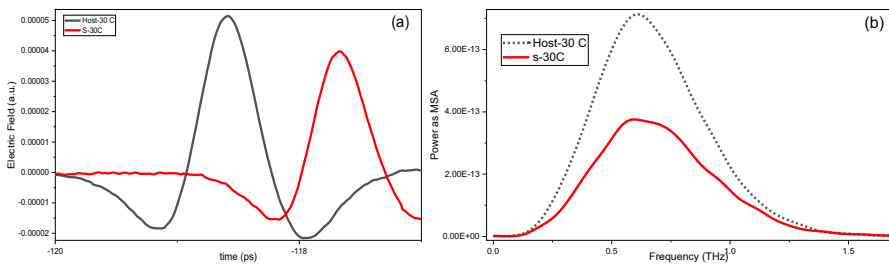 0.00005
0.00004
0.00003
0.00002
0.00001
0.00000
-0.00001
-0.00002
Electric Field (a.u.)
Host-30 C
S-30C
(a)
-120
-118
time (ps)
6.00E-13
4.00E-13
2.00E-13
0.00E+00
Power as MSA
Host-30 C
s-30C
(b)
0.0
0.5
1.0
1.5
Frequency (THz)